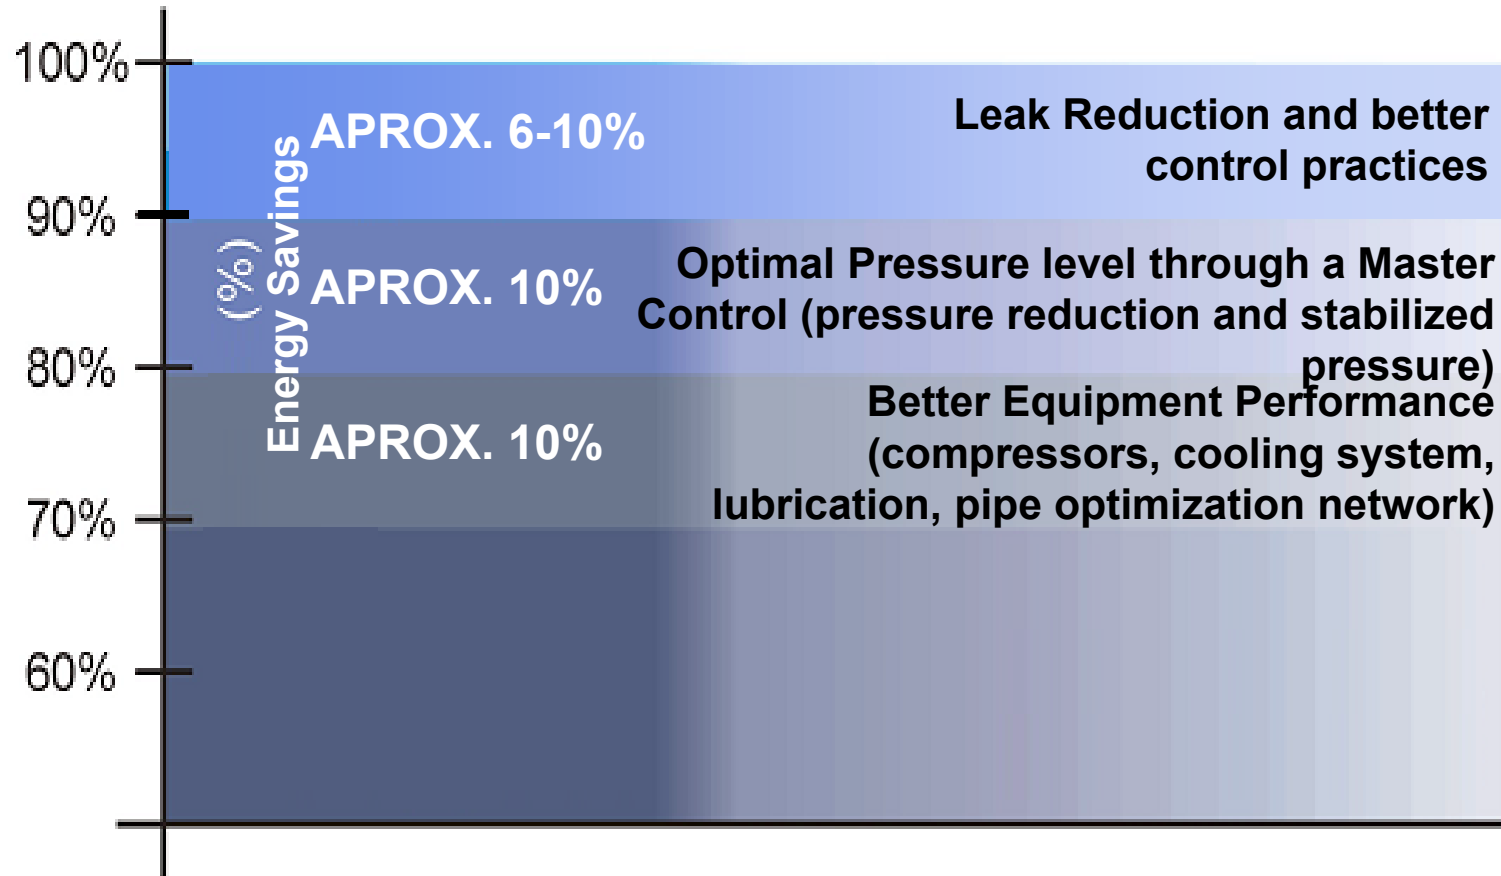 100%
90%
80%
70%
60%
Energy Savings
(%)
APROX. 6-10%
Leak Reduction and better
control practices
APROX. 10%
Optimal Pressure level through a Master
Control (pressure reduction and stabilized
pressure)
APROX. 10%
Better Equipment Performance
(compressors, cooling system,
lubrication, pipe optimization network)